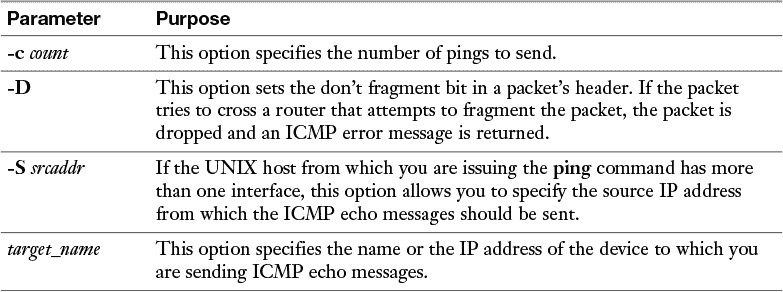 Parameter Purpose
-c count This option specifies the number of pings to send.
-D This option sets the don’t fragment bit in a packet’s header. If the packet
tries to cross a router that attempts to fragment the packet, the packet is
dropped and an ICMP error message is returned.
-S srcaddr If the UNIX host from which you are issuing the ping command has more
than one interface, this option allows you to specify the source IP address
from which the ICMP echo messages should be sent.
target_name This option specifies the name or the IP address of the device to which you
are sending ICMP echo messages.